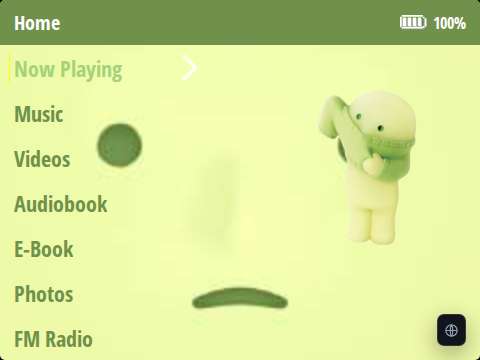 Home
100%
Now Playing
Music
Videos
Audiobook
E-Book
Photos
FM Radio